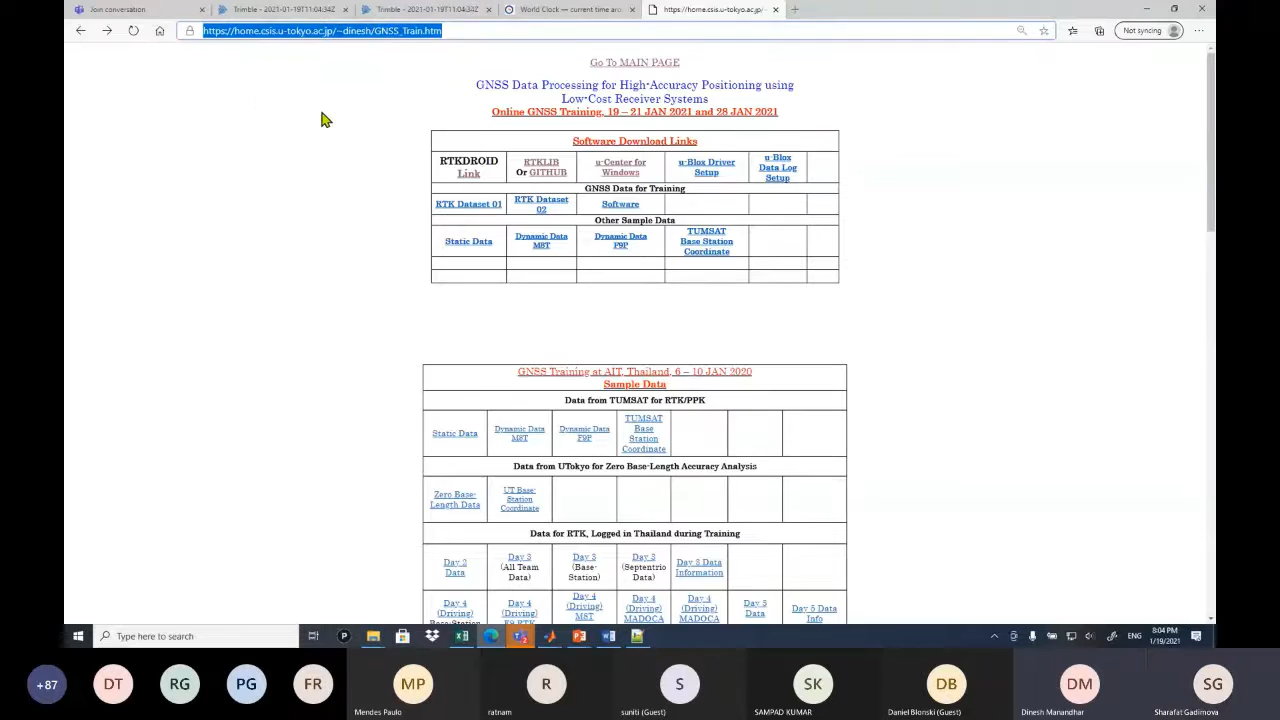 Join conversation
Trimble - 2021-01-19T11:04:34Z
Trimble - 2021-01-19T11:04:34Z
World Clock — current time aro
https://home.csis.u-tokyo.ac.jp/~
https://home.csis.u-tokyo.ac.jp/~dinesh/GNSS_Train.htm
Not syncing
Go To MAIN PAGE
GNSS Data Processing for High-Accuracy Positioning using
Low-Cost Receiver Systems
Online GNSS Training, 19 – 21 JAN 2021 and 28 JAN 2021
Software Download Links
RTKDROID
Link
RTKLIB
Or GITHUB
u-Center for
Windows
u-Blox Driver
Setup
u-Blox
Data Log
Setup
GNSS Data for Training
RTK Dataset 01
RTK Dataset
02
Software
Other Sample Data
Static Data
Dynamic Data
M8T
Dynamic Data
F9P
TUMSAT
Base Station
Coordinate
GNSS Training at AIT, Thailand, 6 – 10 JAN 2020
Sample Data
Data from TUMSAT for RTK/PPK
Static Data
Dynamic Data
M8T
Dynamic Data
F9P
TUMSAT
Base
Station
Coordinate
Data from UTokyo for Zero Base-Length Accuracy Analysis
Zero Base-
Length Data
UT Base-
Station
Coordinate
Data for RTK, Logged in Thailand during Training
Day 2
Data
Day 3
(All Team
Data)
Day 3
(Base-
Station)
Day 3
(Septentrio
Data)
Day 3 Data
Information
Day 4
(Driving)
Base-Station
Day 4
(Driving)
F9 RTK
Day 4
(Driving)
M8T
Day 4
(Driving)
MADOCA
Day 4
(Driving)
MADOCA
Day 5
Data
Day 5 Data
Info
Type here to search
ENG
8:04 PM
1/19/2021
+87
DT
RG
PG
FR
MP
Mendes Paulo
R
ratnam
S
suniti (Guest)
SK
SAMPAD KUMAR
DB
Daniel Blonski (Guest)
DM
Dinesh Manandhar
SG
Sharafat Gadimova